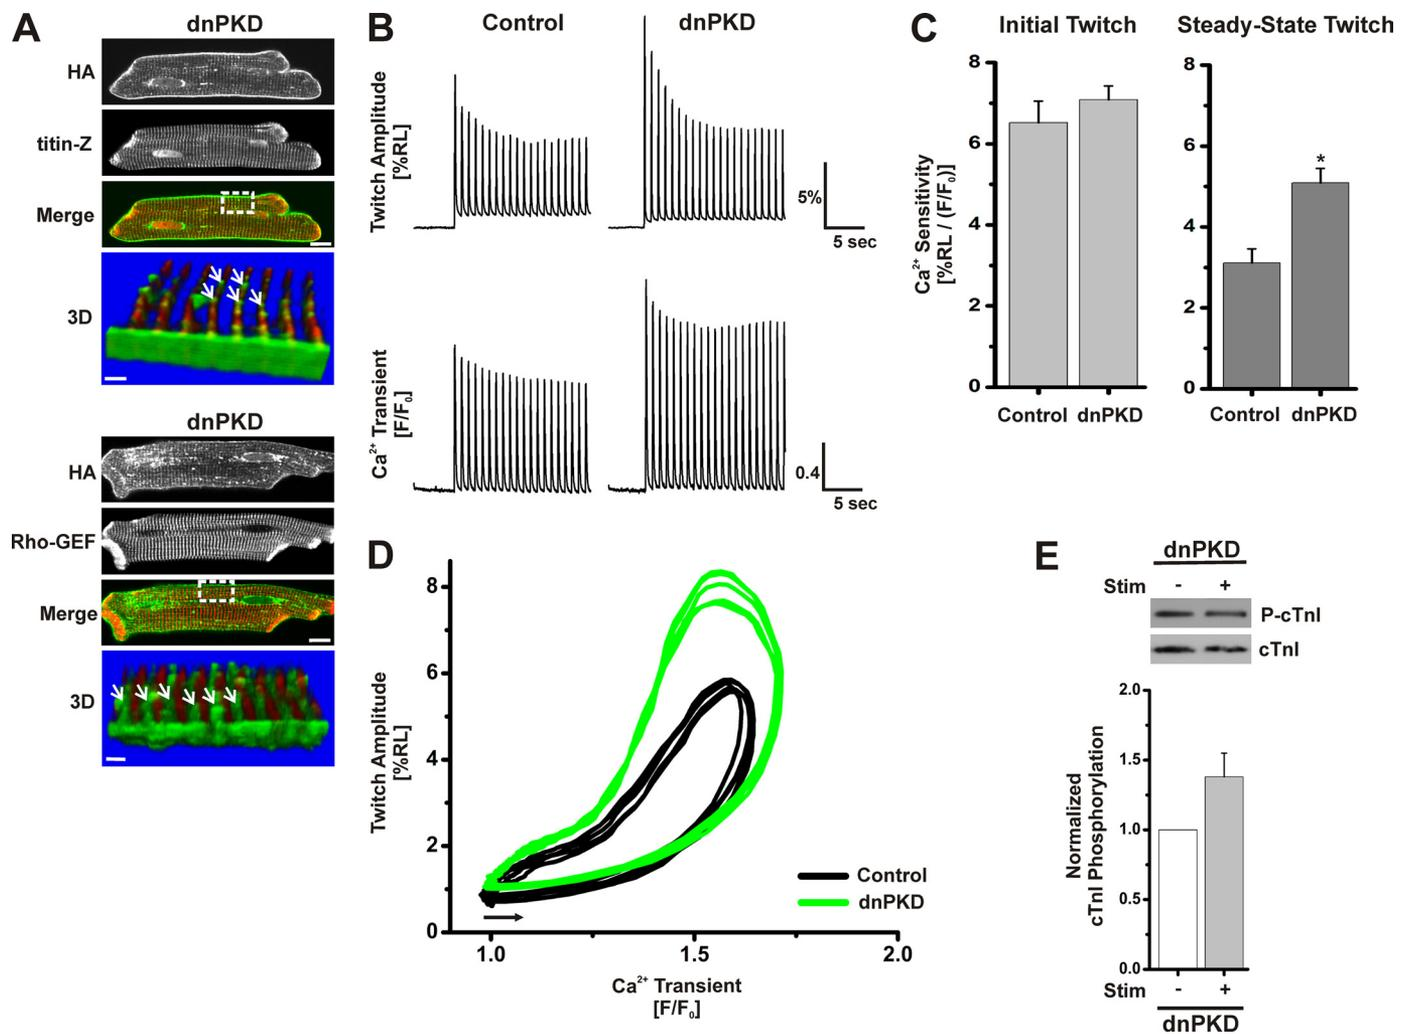 A
dnPKD
HA
titin-Z
Merge
3D
dnPKD
HA
Rho-GEF
Merge
3D
B
Control
dnPKD
Twitch Amplitude
[%RL]
5%
5 sec
Ca²⁺ Transient
[F/F₀]
0.4
5 sec
C
Initial Twitch
Steady-State Twitch
Ca²⁺ Sensitivity
[%RL / (F/F₀)]
8
6
4
2
0
Control dnPKD
8
6
4
2
0
*
Control dnPKD
D
Twitch Amplitude
[%RL]
8
6
4
2
0
1.0 1.5 2.0
Ca²⁺ Transient
[F/F₀]
Control
dnPKD
E
dnPKD
Stim - +
P-cTnI
cTnI
Normalized
cTnI Phosphorylation
2.0
1.5
1.0
0.5
0.0
Stim - +
dnPKD